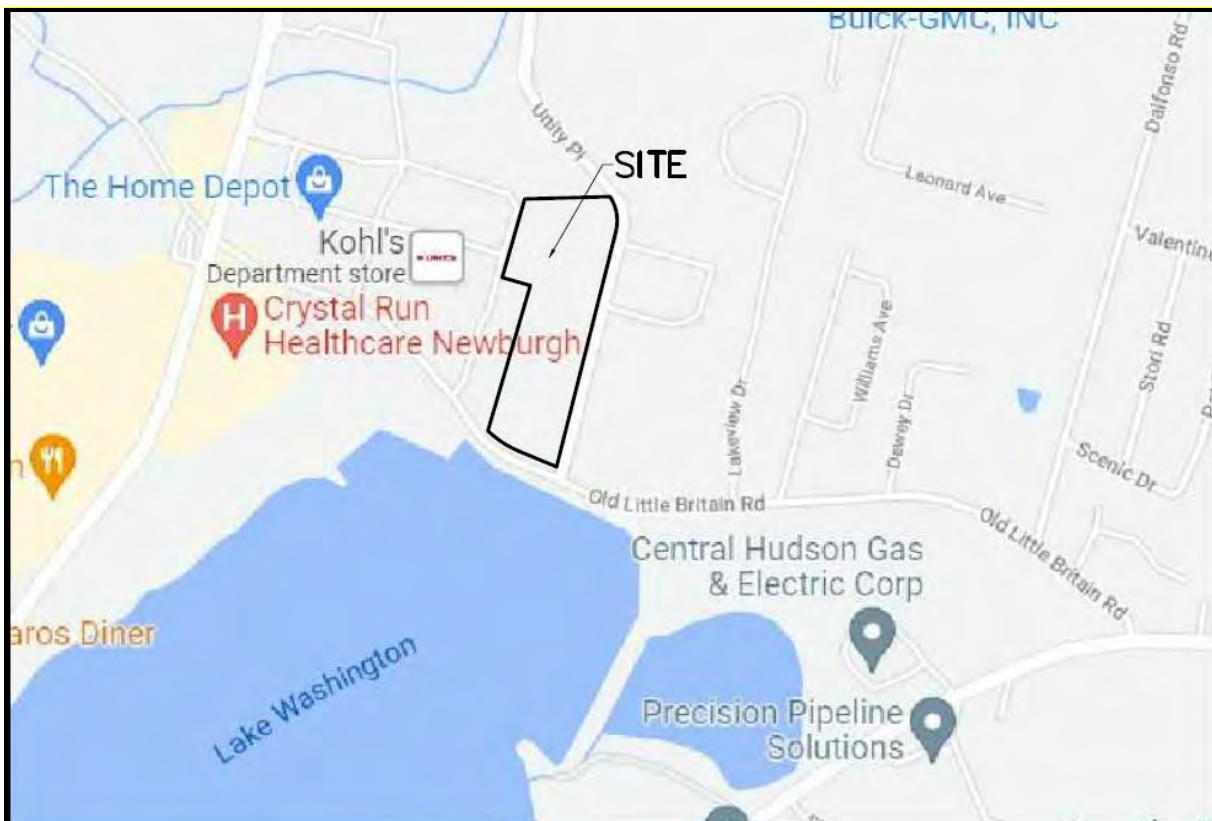 BUICK-GMC, INC
Dalfonso Rd
Unity Pl
SITE
Leonard Ave
The Home Depot
Valentine
Kohl's
Department store
H
Crystal Run
Healthcare Newburgh
Stori Rd
Williams Ave
Lakeview Dr
Dewey Dr
Scenic Dr
Old Little Britain Rd
Old Little Britain Rd
Central Hudson Gas
& Electric Corp
aros Diner
Lake Washington
Precision Pipeline
Solutions